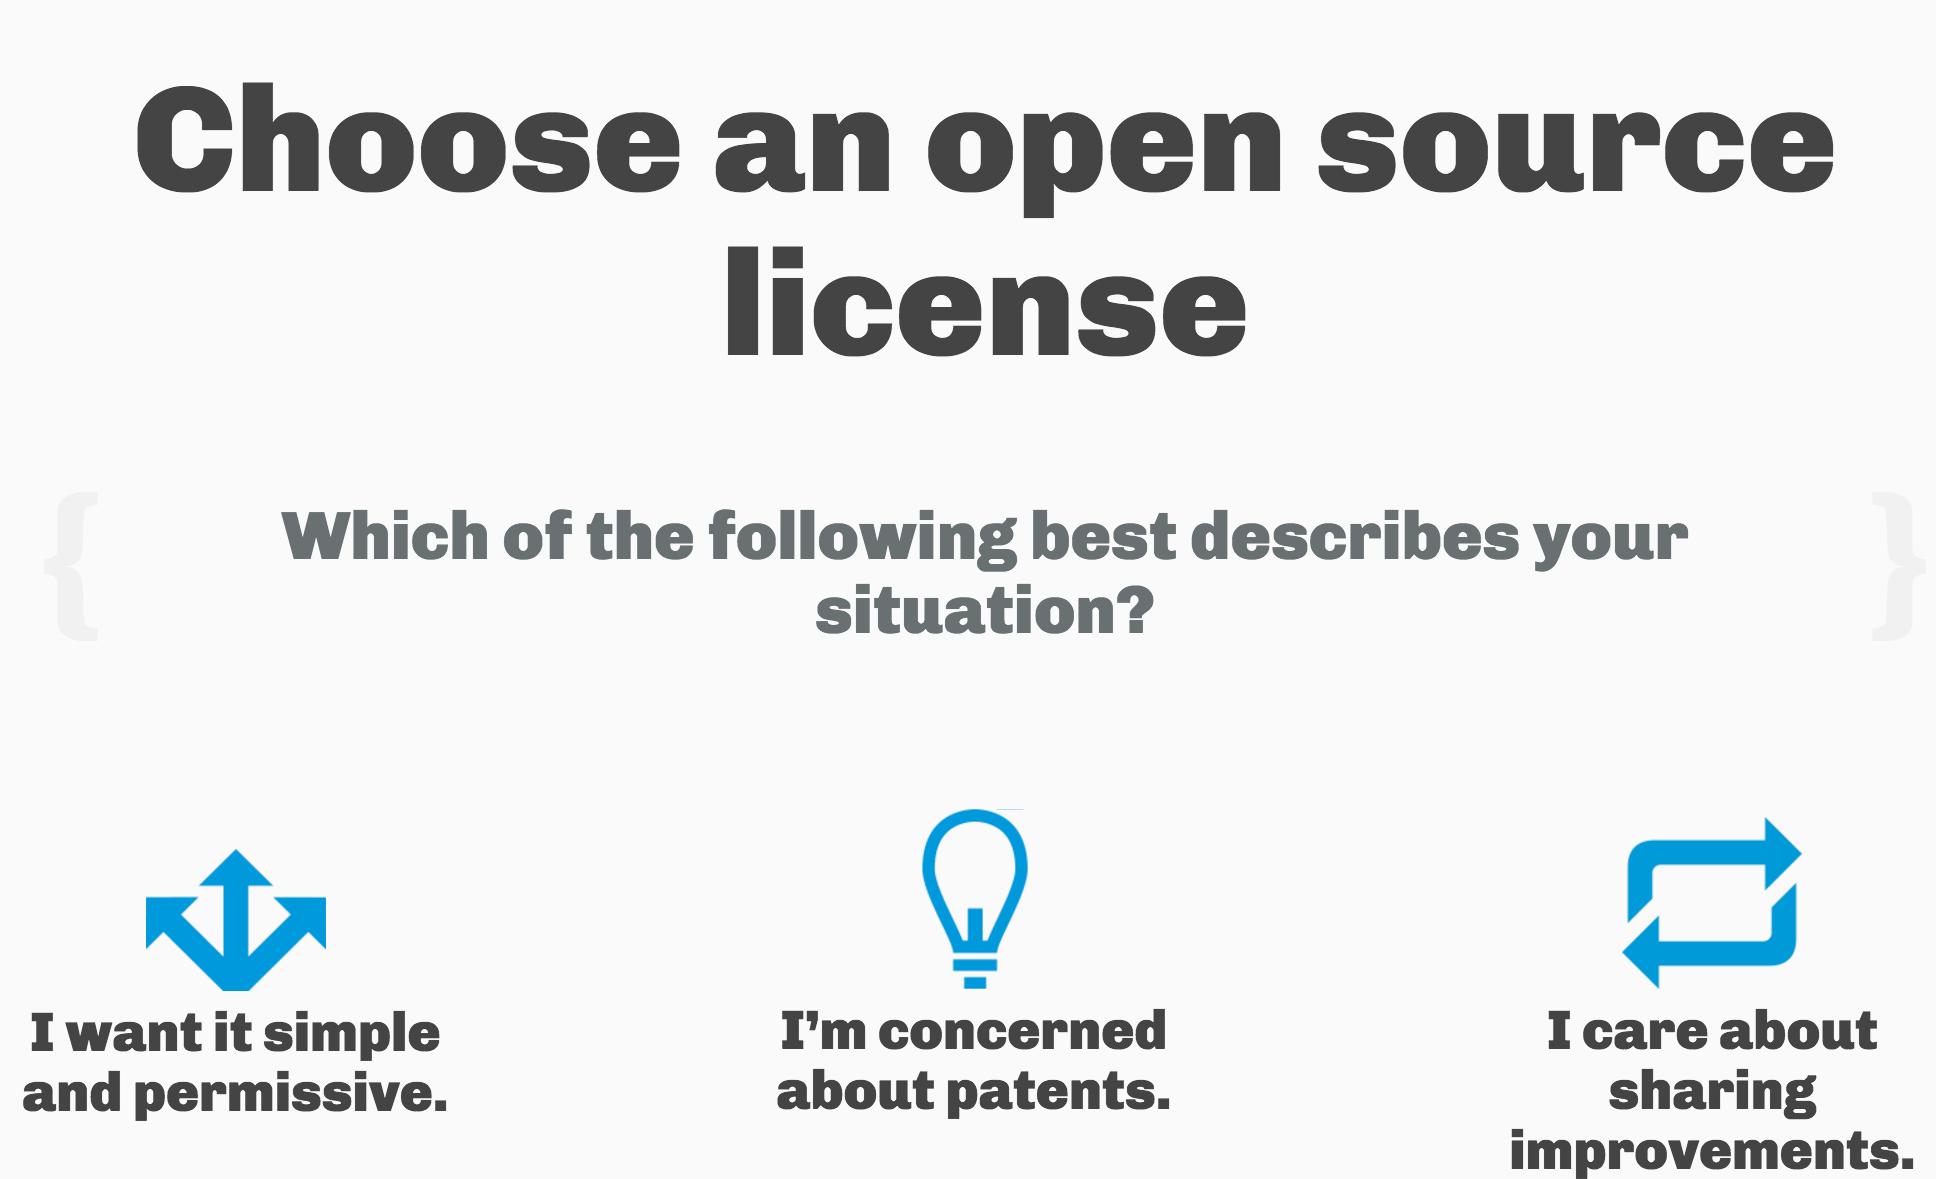 Choose an open source
license
{ Which of the following best describes your }
situation?
I want it simple
and permissive.
I’m concerned
about patents.
I care about
sharing
improvements.